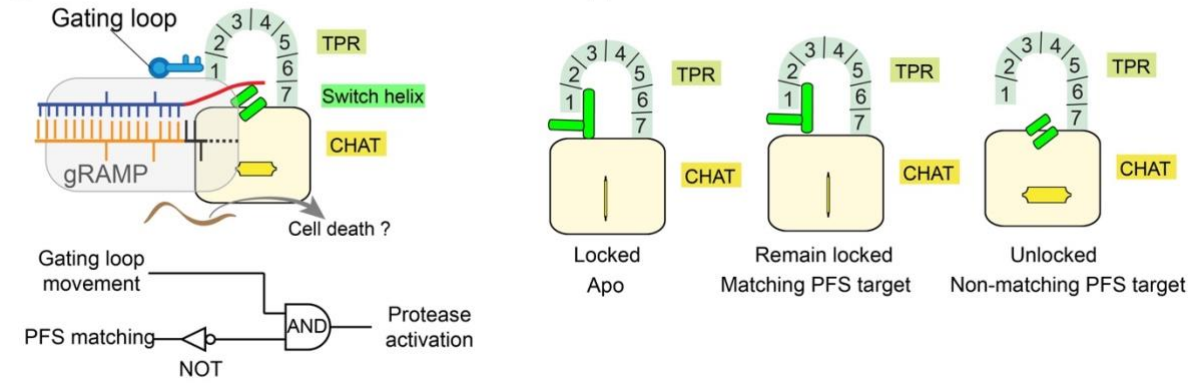 Gating loop
1
2
3
4
5
6
7
TPR
Switch helix
CHAT
gRAMP
Cell death ?
Gating loop
movement
PFS matching
NOT
AND
Protease
activation
1
2
3
4
5
6
7
TPR
CHAT
Locked
Apo
1
2
3
4
5
6
7
TPR
CHAT
Remain locked
Matching PFS target
1
2
3
4
5
6
7
TPR
CHAT
Unlocked
Non-matching PFS target